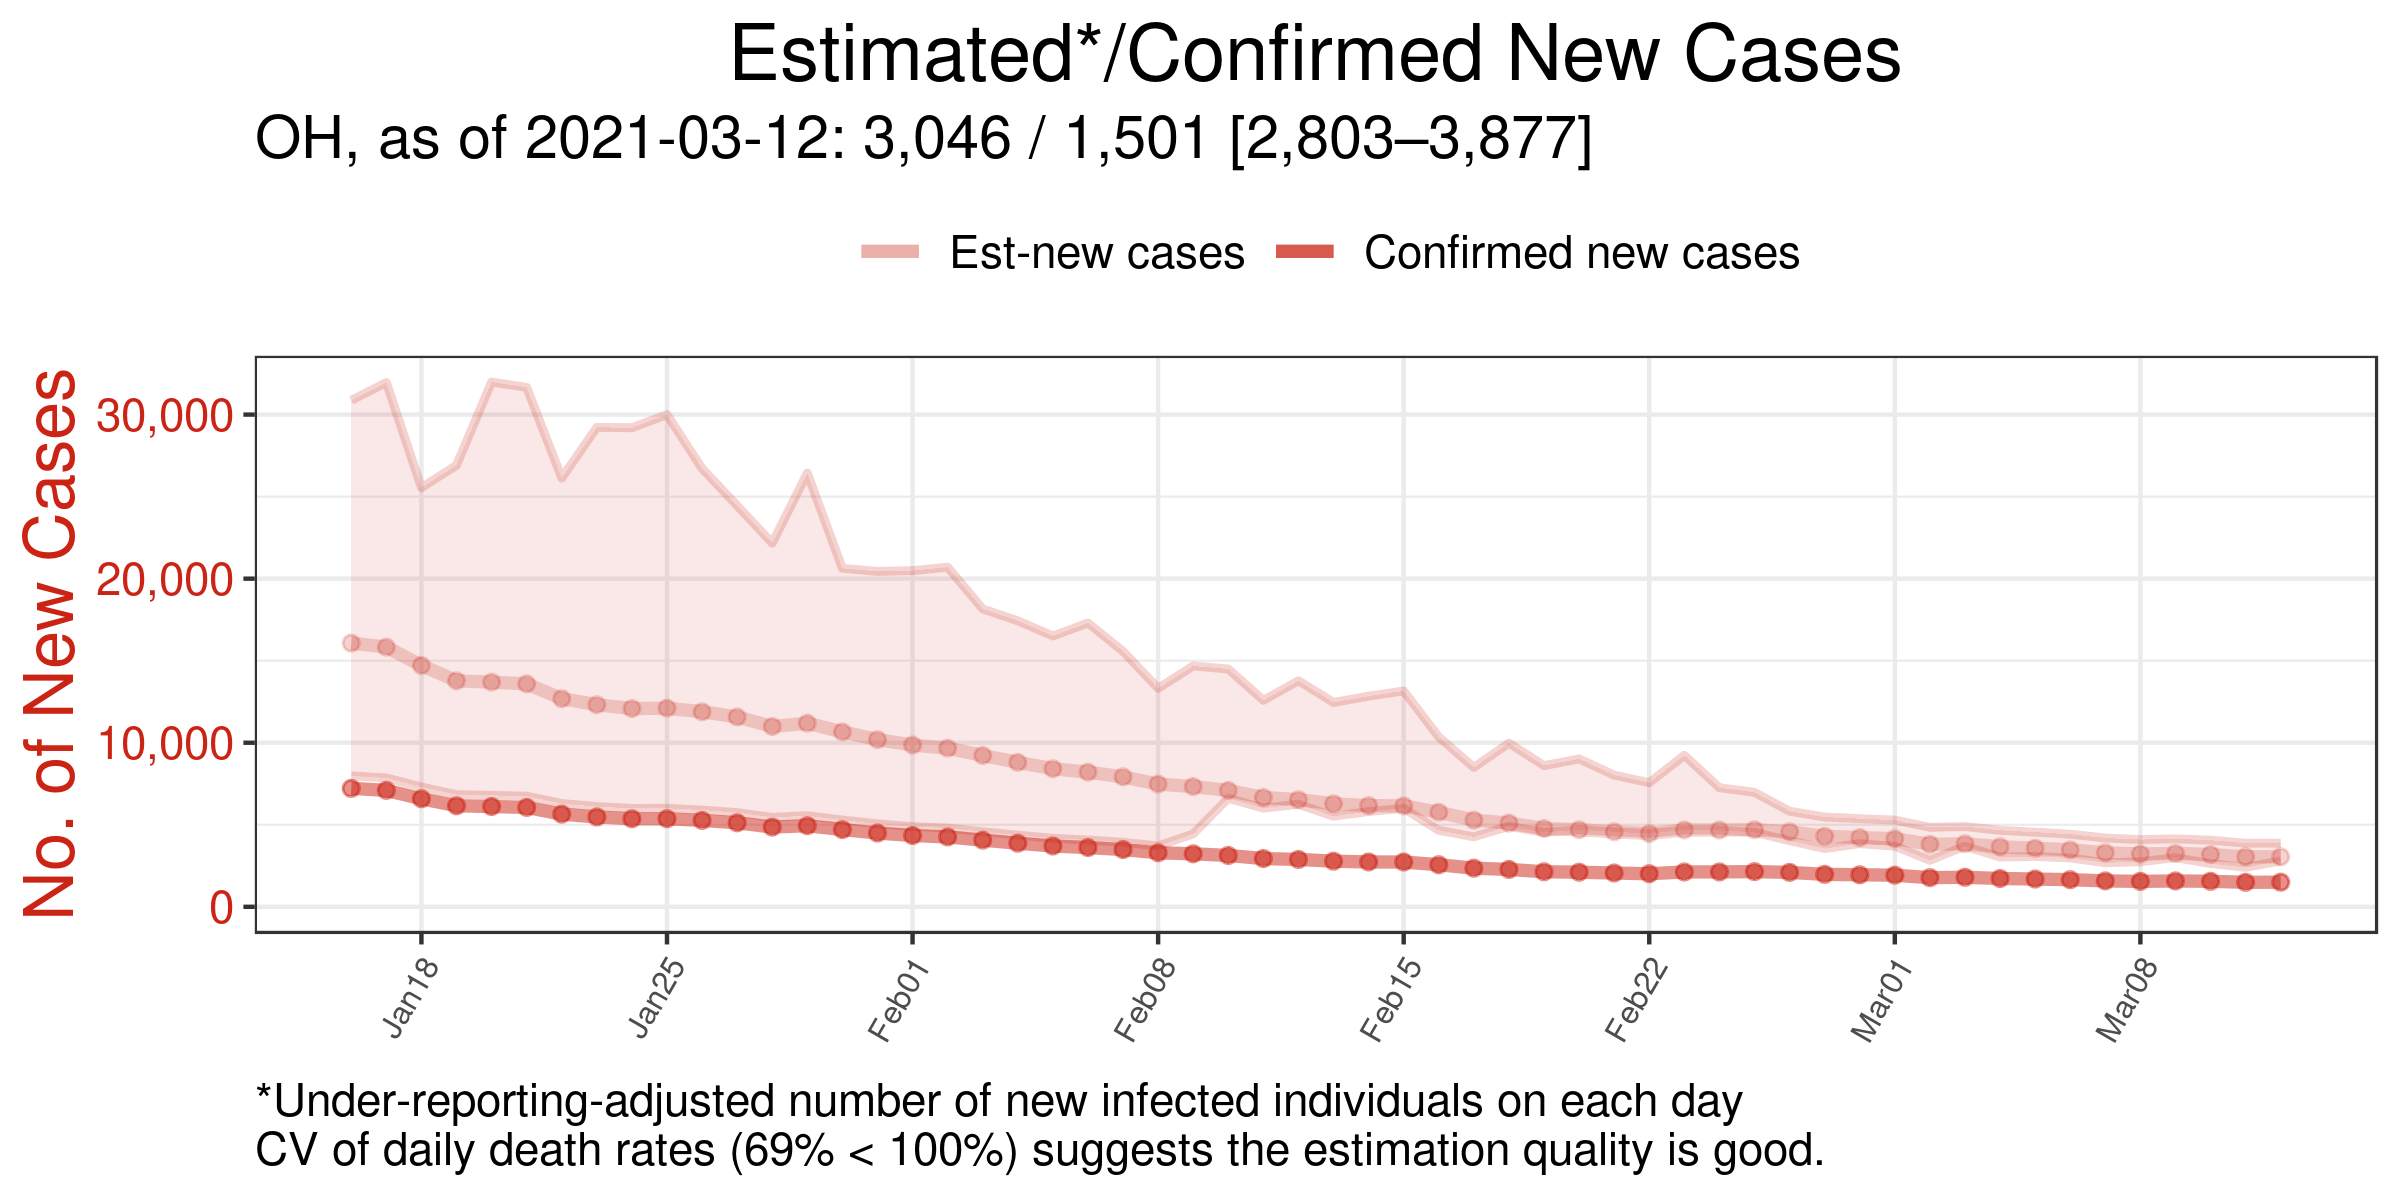 Estimated*/Confirmed New Cases
OH, as of 2021-03-12: 3,046 / 1,501 [2,803–3,877]
Est-new cases
Confirmed new cases
No. of New Cases
30,000
20,000
10,000
0
Jan18
Jan25
Feb01
Feb08
Feb15
Feb22
Mar01
Mar08
*Under-reporting-adjusted number of new infected individuals on each day
CV of daily death rates (69% < 100%) suggests the estimation quality is good.